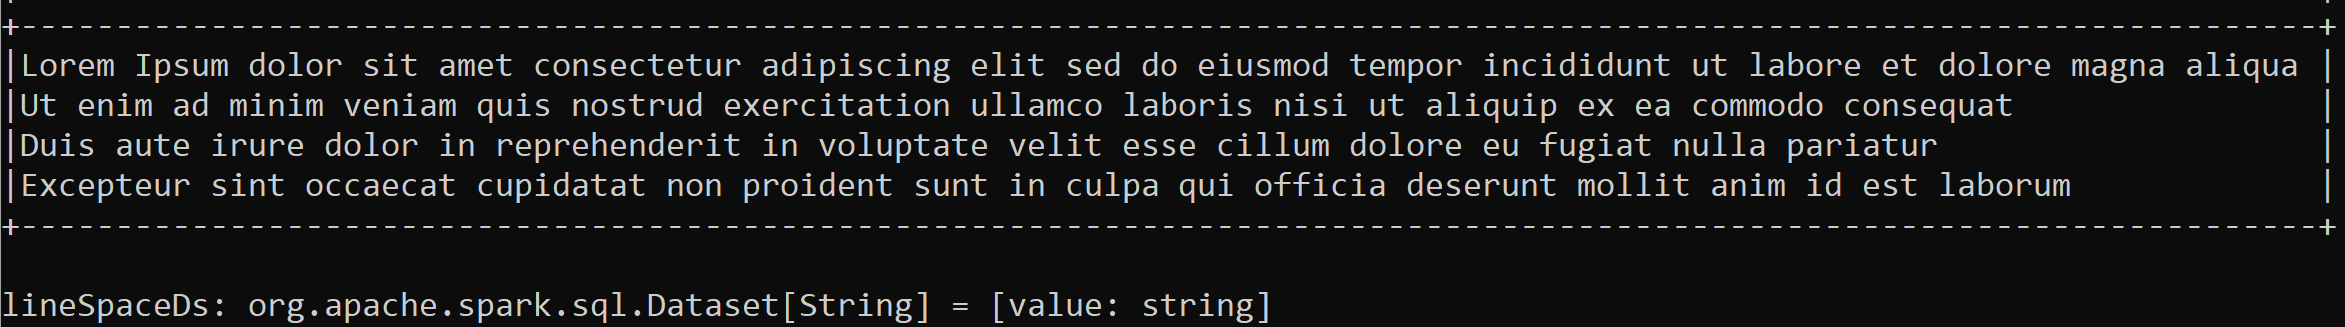 +-------------------------------------------------------------------------------------------------------------------------+
|Lorem Ipsum dolor sit amet consectetur adipiscing elit sed do eiusmod tempor incididunt ut labore et dolore magna aliqua |
|Ut enim ad minim veniam quis nostrud exercitation ullamco laboris nisi ut aliquip ex ea commodo consequat                |
|Duis aute irure dolor in reprehenderit in voluptate velit esse cillum dolore eu fugiat nulla pariatur                    |
|Excepteur sint occaecat cupidatat non proident sunt in culpa qui officia deserunt mollit anim id est laborum             |
+-------------------------------------------------------------------------------------------------------------------------+
lineSpaceDs: org.apache.spark.sql.Dataset[String] = [value: string]